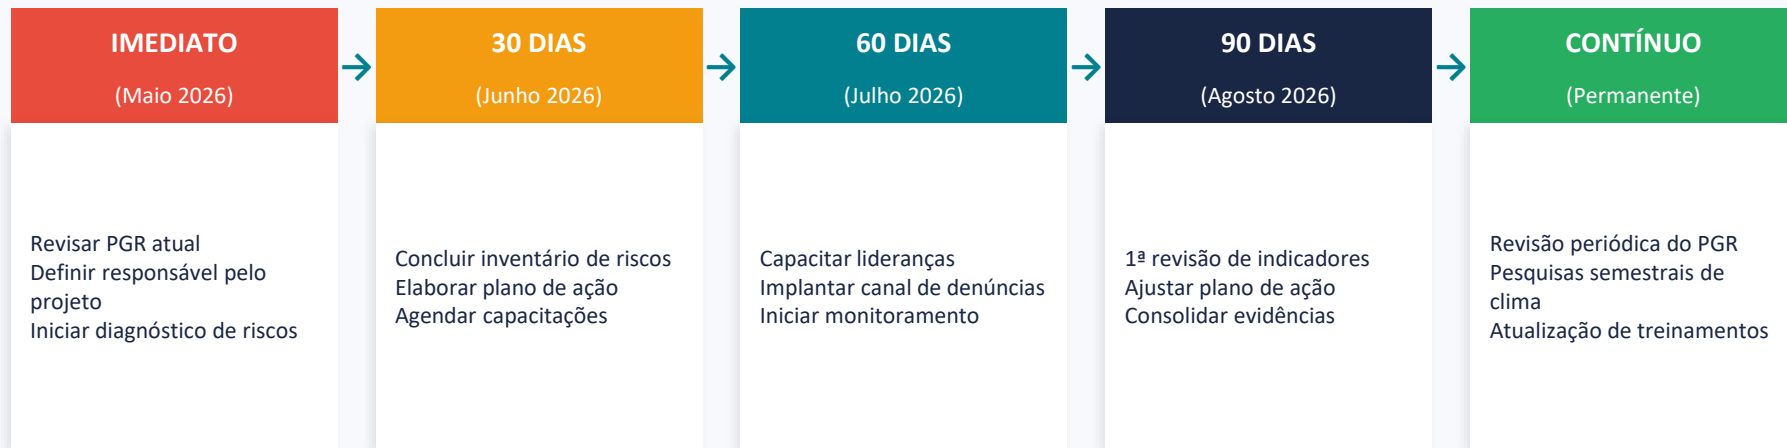 IMEDIATO
(Maio 2026)
Revisar PGR atual
Definir responsável pelo
projeto
Iniciar diagnóstico de riscos
30 DIAS
(Junho 2026)
Concluir inventário de riscos
Elaborar plano de ação
Agendar capacitações
60 DIAS
(Julho 2026)
Capacitar lideranças
Implantar canal de denúncias
Iniciar monitoramento
90 DIAS
(Agosto 2026)
1ª revisão de indicadores
Ajustar plano de ação
Consolidar evidências
CONTÍNUO
(Permanente)
Revisão periódica do PGR
Pesquisas semestrais de
clima
Atualização de treinamentos